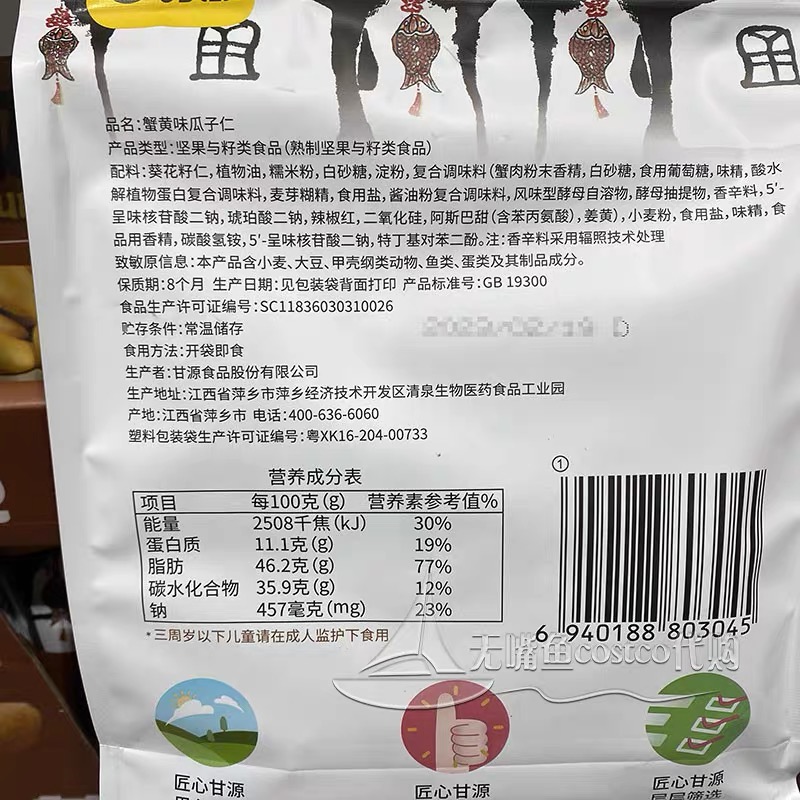 品名:蟹黄味瓜子仁
产品类型:坚果与籽类食品(熟制坚果与籽类食品)
配料:葵花籽仁,植物油,糯米粉,白砂糖,淀粉,复合调味料(蟹肉粉末香精,白砂糖,食用葡萄糖,味精,酸水
解植物蛋白复合调味料,麦芽糊精,食用盐,酱油粉复合调味料,风味型酵母自溶物,酵母抽提物,香辛料,5'-
呈味核苷酸二钠,琥珀酸二钠,辣椒红,二氧化硅,阿斯巴甜(含苯丙氨酸),姜黄),小麦粉,食用盐,味精,食
品用香精,碳酸氢铵,5'-呈味核苷酸二钠,特丁基对苯二酚。注:香辛料采用辐照技术处理
致敏原信息:本产品含小麦、大豆、甲壳纲类动物、鱼类、蛋类及其制品成分。
保质期:8个月 生产日期:见包装袋背面打印 产品标准号:GB 19300
食品生产许可证编号:SC11836030310026
贮存条件:常温储存
食用方法:开袋即食
生产者:甘源食品股份有限公司
生产地址:江西省萍乡市萍乡经济技术开发区清泉生物医药食品工业园
产地:江西省萍乡市 电话:400-636-6060
塑料包装袋生产许可证编号:粤XK16-204-00733
营养成分表
项目 每100克(g) 营养素参考值%
能量 2508千焦(kJ) 30%
蛋白质 11.1克(g) 19%
脂肪 46.2克(g) 77%
碳水化合物 35.9克(g) 12%
钠 457毫克(mg) 23%
*三周岁以下儿童请在成人监护下食用
①
6 940188 803045
无嘴鱼costco代购
匠心甘源
匠心甘源
匠心甘源
层层筛选